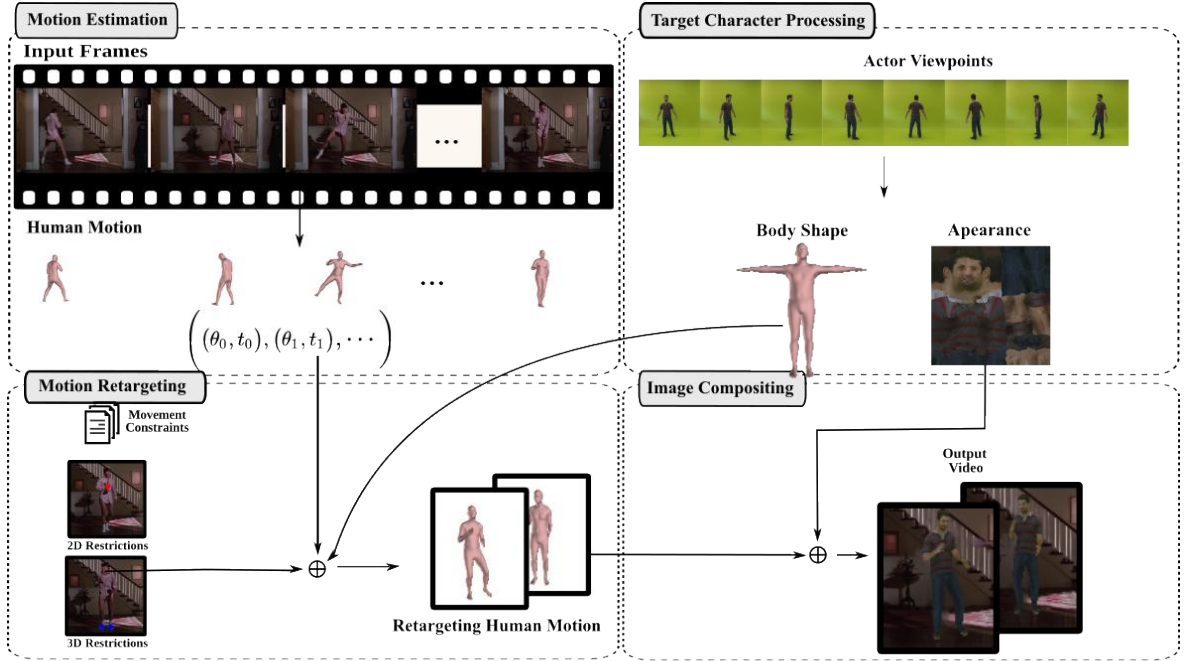 Motion Estimation
Input Frames
...
Human Motion
...
((θ₀, t₀), (θ₁, t₁), ···)
Target Character Processing
Actor Viewpoints
Body Shape
Apearance
Motion Retargeting
Movement
Constraints
2D Restrictions
3D Restrictions
Retargeting Human Motion
Image Compositing
Output
Video